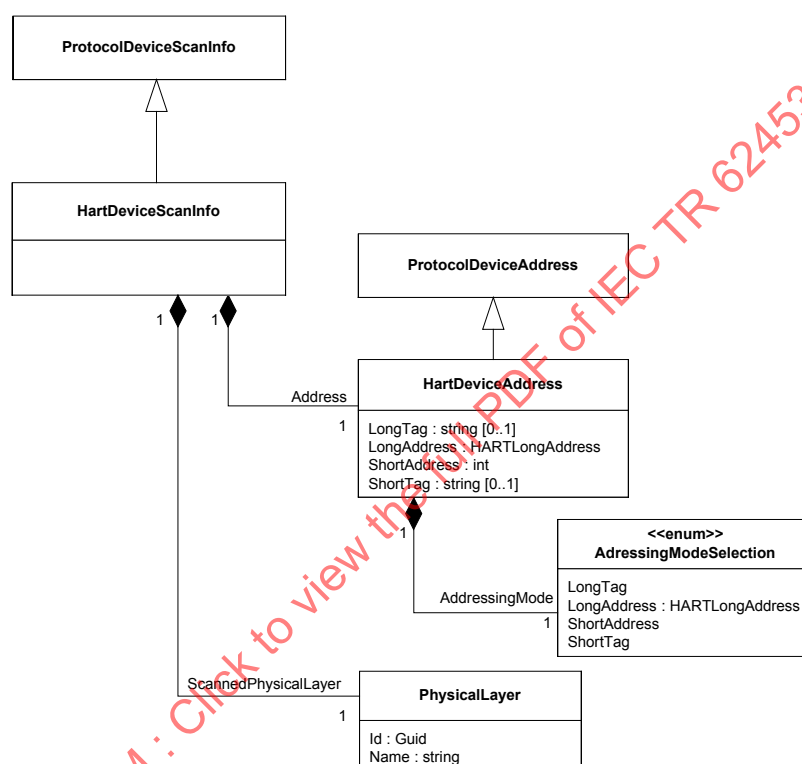 ProtocolDeviceScanInfo
HartDeviceScanInfo
1
1
ProtocolDeviceAddress
Address
1
HartDeviceAddress
LongTag : string [0..1]
LongAddress : HARTLongAddress
ShortAddress : int
ShortTag : string [0..1]
1
AddressingMode
1
<<enum>>
AdressingModeSelection
LongTag
LongAddress : HARTLongAddress
ShortAddress
ShortTag
ScannedPhysicalLayer
1
PhysicalLayer
Id : Guid
Name : string
: Click to view the full PDF of IEC TR 62453